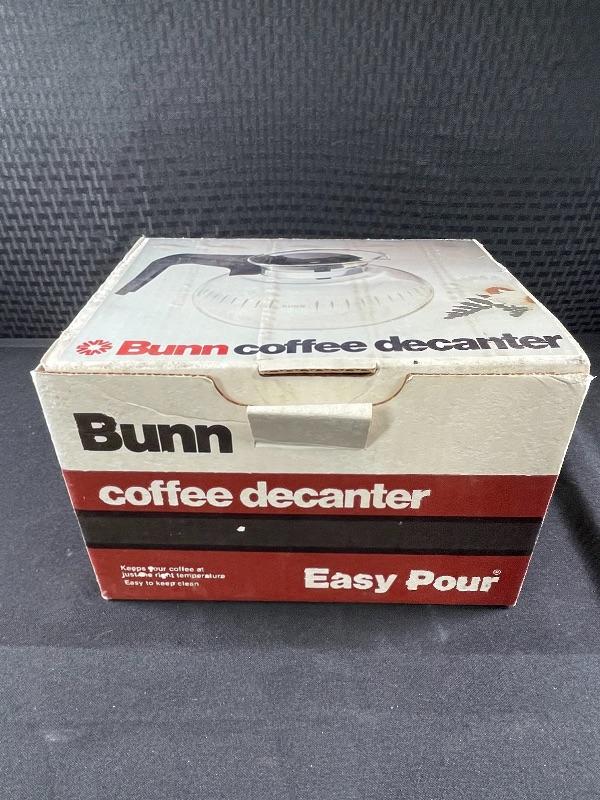 BUNN
Bunn coffee decanter
Bunn
coffee decanter
Keeps your coffee at
just the right temperature
Easy to keep clean
Easy Pour®